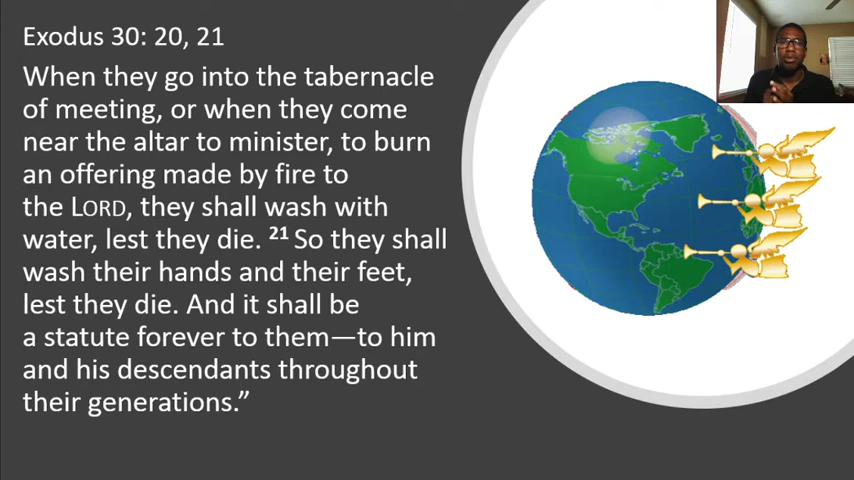 Exodus 30: 20, 21
When they go into the tabernacle
of meeting, or when they come
near the altar to minister, to burn
an offering made by fire to
the LORD, they shall wash with
water, lest they die. 21 So they shall
wash their hands and their feet,
lest they die. And it shall be
a statute forever to them—to him
and his descendants throughout
their generations.”